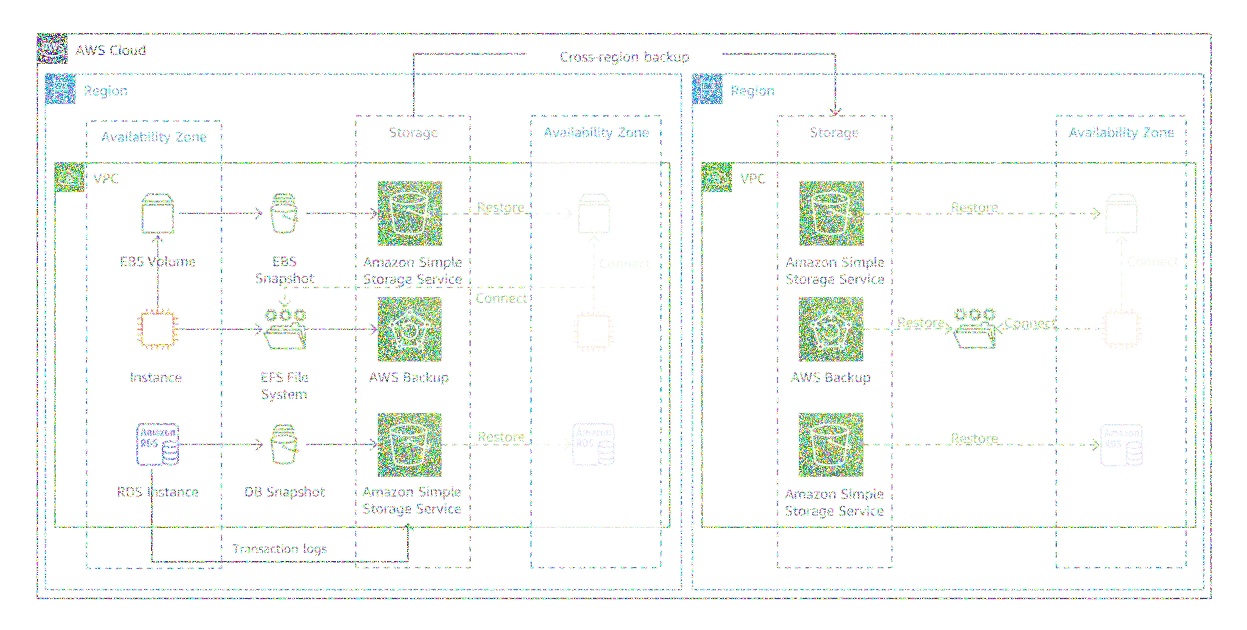 AWS Cloud
Cross-region backup
Region
Region
Availability Zone
Storage
Availability Zone
Storage
Availability Zone
VPC
VPC
Restore
Restore
EBS Volume
EBS
Snapshot
Amazon Simple
Storage Service
Connect
Amazon Simple
Storage Service
Connect
Connect
Restore
Connect
Instance
EFS File
System
AWS Backup
AWS Backup
Amazon
RDS
Restore
Amazon
RDS
Restore
Amazon
RDS
RDS Instance
DB Snapshot
Amazon Simple
Storage Service
Amazon Simple
Storage Service
Transaction logs